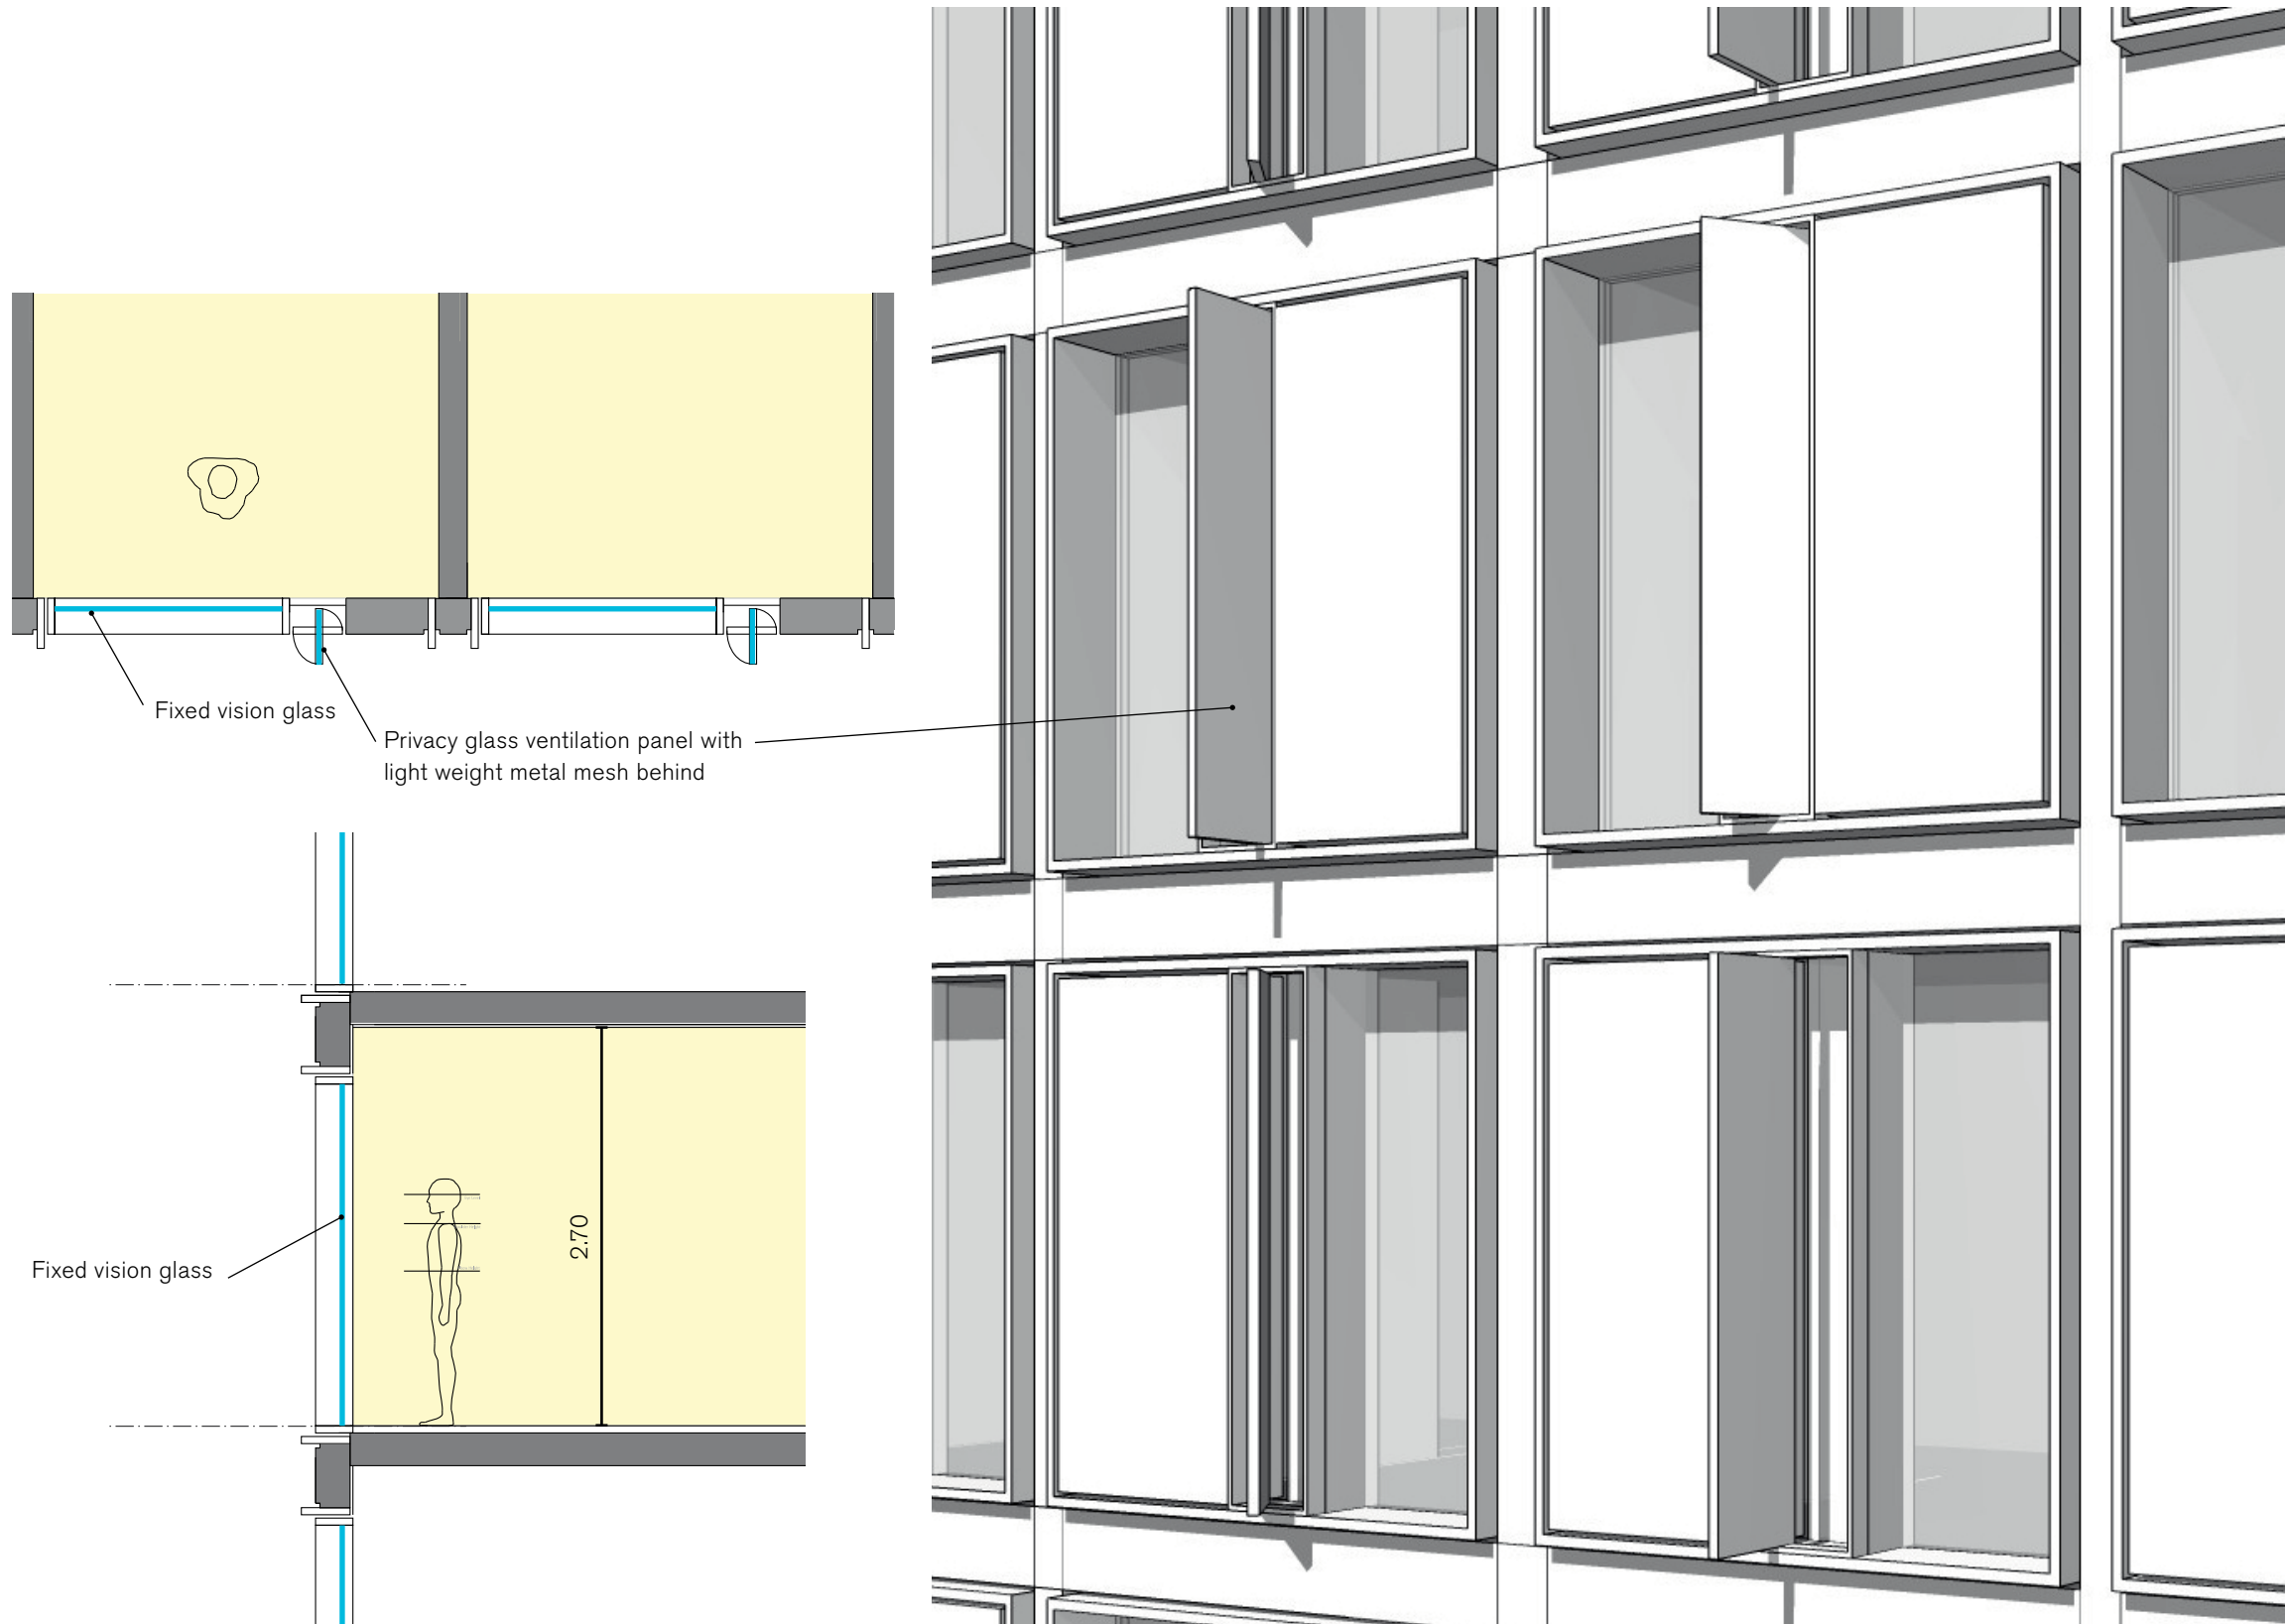 Fixed vision glass
Privacy glass ventilation panel with
light weight metal mesh behind
2.70
Fixed vision glass